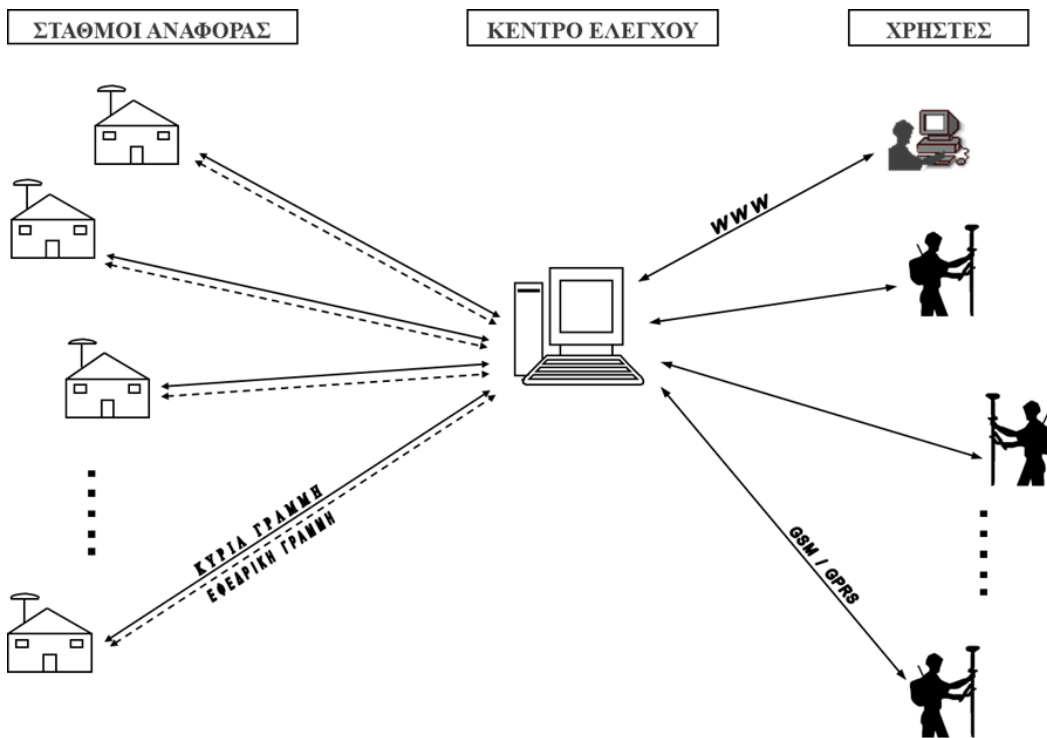 ΣΤΑΘΜΟΙ ΑΝΑΦΟΡΑΣ
ΚΕΝΤΡΟ ΕΛΕΓΧΟΥ
ΧΡΗΣΤΕΣ
WWW
ΚΥΡΙΑ ΓΡΑΜΜΗ
ΕΦΕΔΡΙΚΗ ΓΡΑΜΜΗ
GSM / GPRS